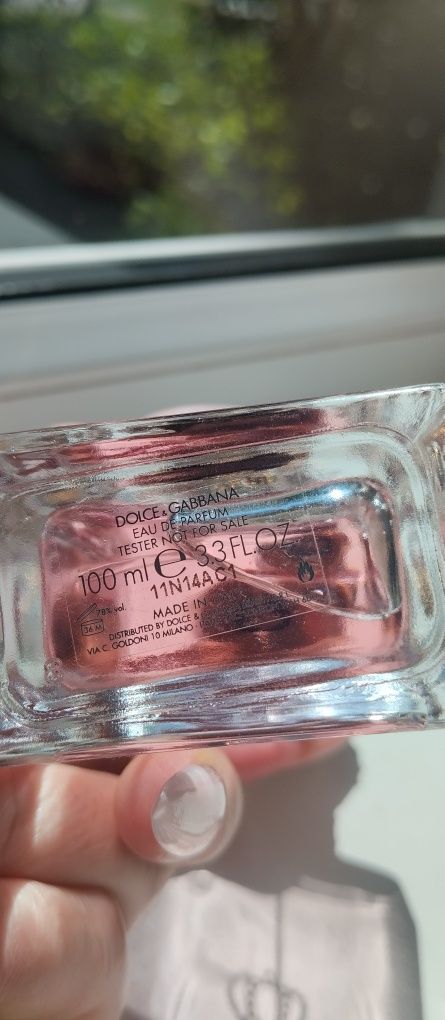 DOLCE & GABBANA
EAU DE PARFUM
TESTER NOT FOR SALE
100 ml ℮ 3.3 FL.OZ
11N14AC1
78% vol.
36 M
MADE IN
DISTRIBUTED BY DOLCE &
VIA C. GOLDONI 10 MILANO